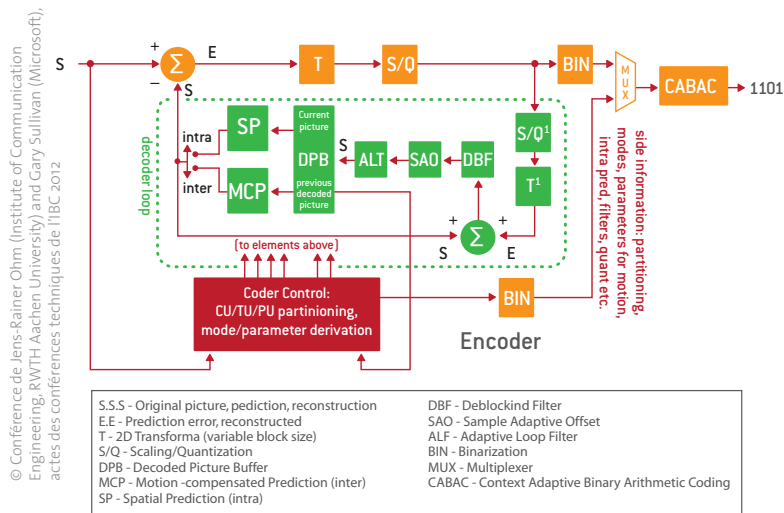 © Conférence de Jens-Rainer Ohm (Institute of Communication
Engineering, RWTH Aachen University) and Gary Sullivan (Microsoft),
actes des conférences techniques de l'IBC 2012
S
+
−
Σ
E
T
S/Q
BIN
MUX
CABAC
1101
S
decoder loop
intra
inter
SP
MCP
Current
picture
DPB
previous
decoded
picture
S
ALT
SAO
DBF
S/Q¹
T¹
+
Σ
+
S
E
(to elements above)
side information: partitioning,
modes, parameters for motion,
intra pred, filters, quant etc.
Coder Control:
CU/TU/PU partinioning,
mode/parameter derivation
BIN
Encoder
S.S.S - Original picture, pediction, reconstruction
E.E - Prediction error, reconstructed
T - 2D Transforma (variable block size)
S/Q - Scaling/Quantization
DPB - Decoded Picture Buffer
MCP - Motion -compensated Prediction (inter)
SP - Spatial Prediction (intra)
DBF - Deblockind Filter
SAO - Sample Adaptive Offset
ALF - Adaptive Loop Filter
BIN - Binarization
MUX - Multiplexer
CABAC - Context Adaptive Binary Arithmetic Coding